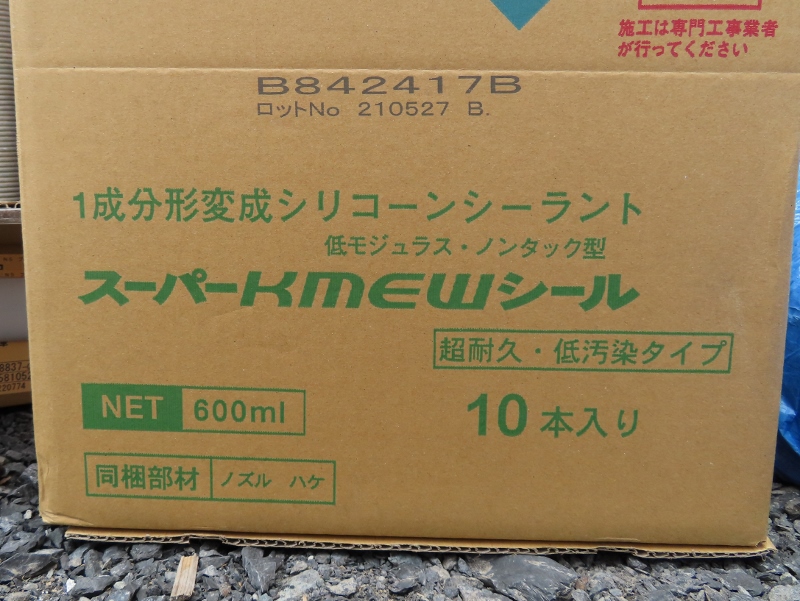 施工は専門工事業者
が行ってください
B842417B
ロットNo 210527 B.
1成分形変成シリコーンシーラント
低モジュラス・ノンタック型
スーパーKMEWシール
超耐久・低汚染タイプ
NET 600ml
10本入り
同梱部材 ノズル ハケ